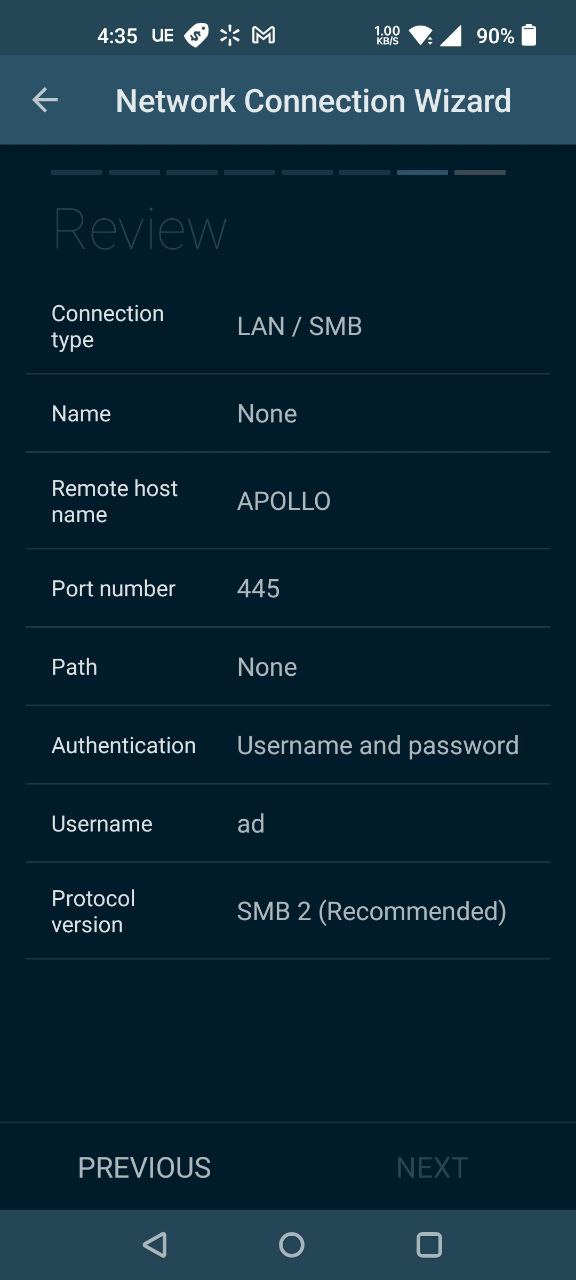 4:35 UE 1.00 KB/S 90%
Network Connection Wizard
Review
Connection type
LAN / SMB
Name
None
Remote host name
APOLLO
Port number
445
Path
None
Authentication
Username and password
Username
ad
Protocol version
SMB 2 (Recommended)
PREVIOUS
NEXT